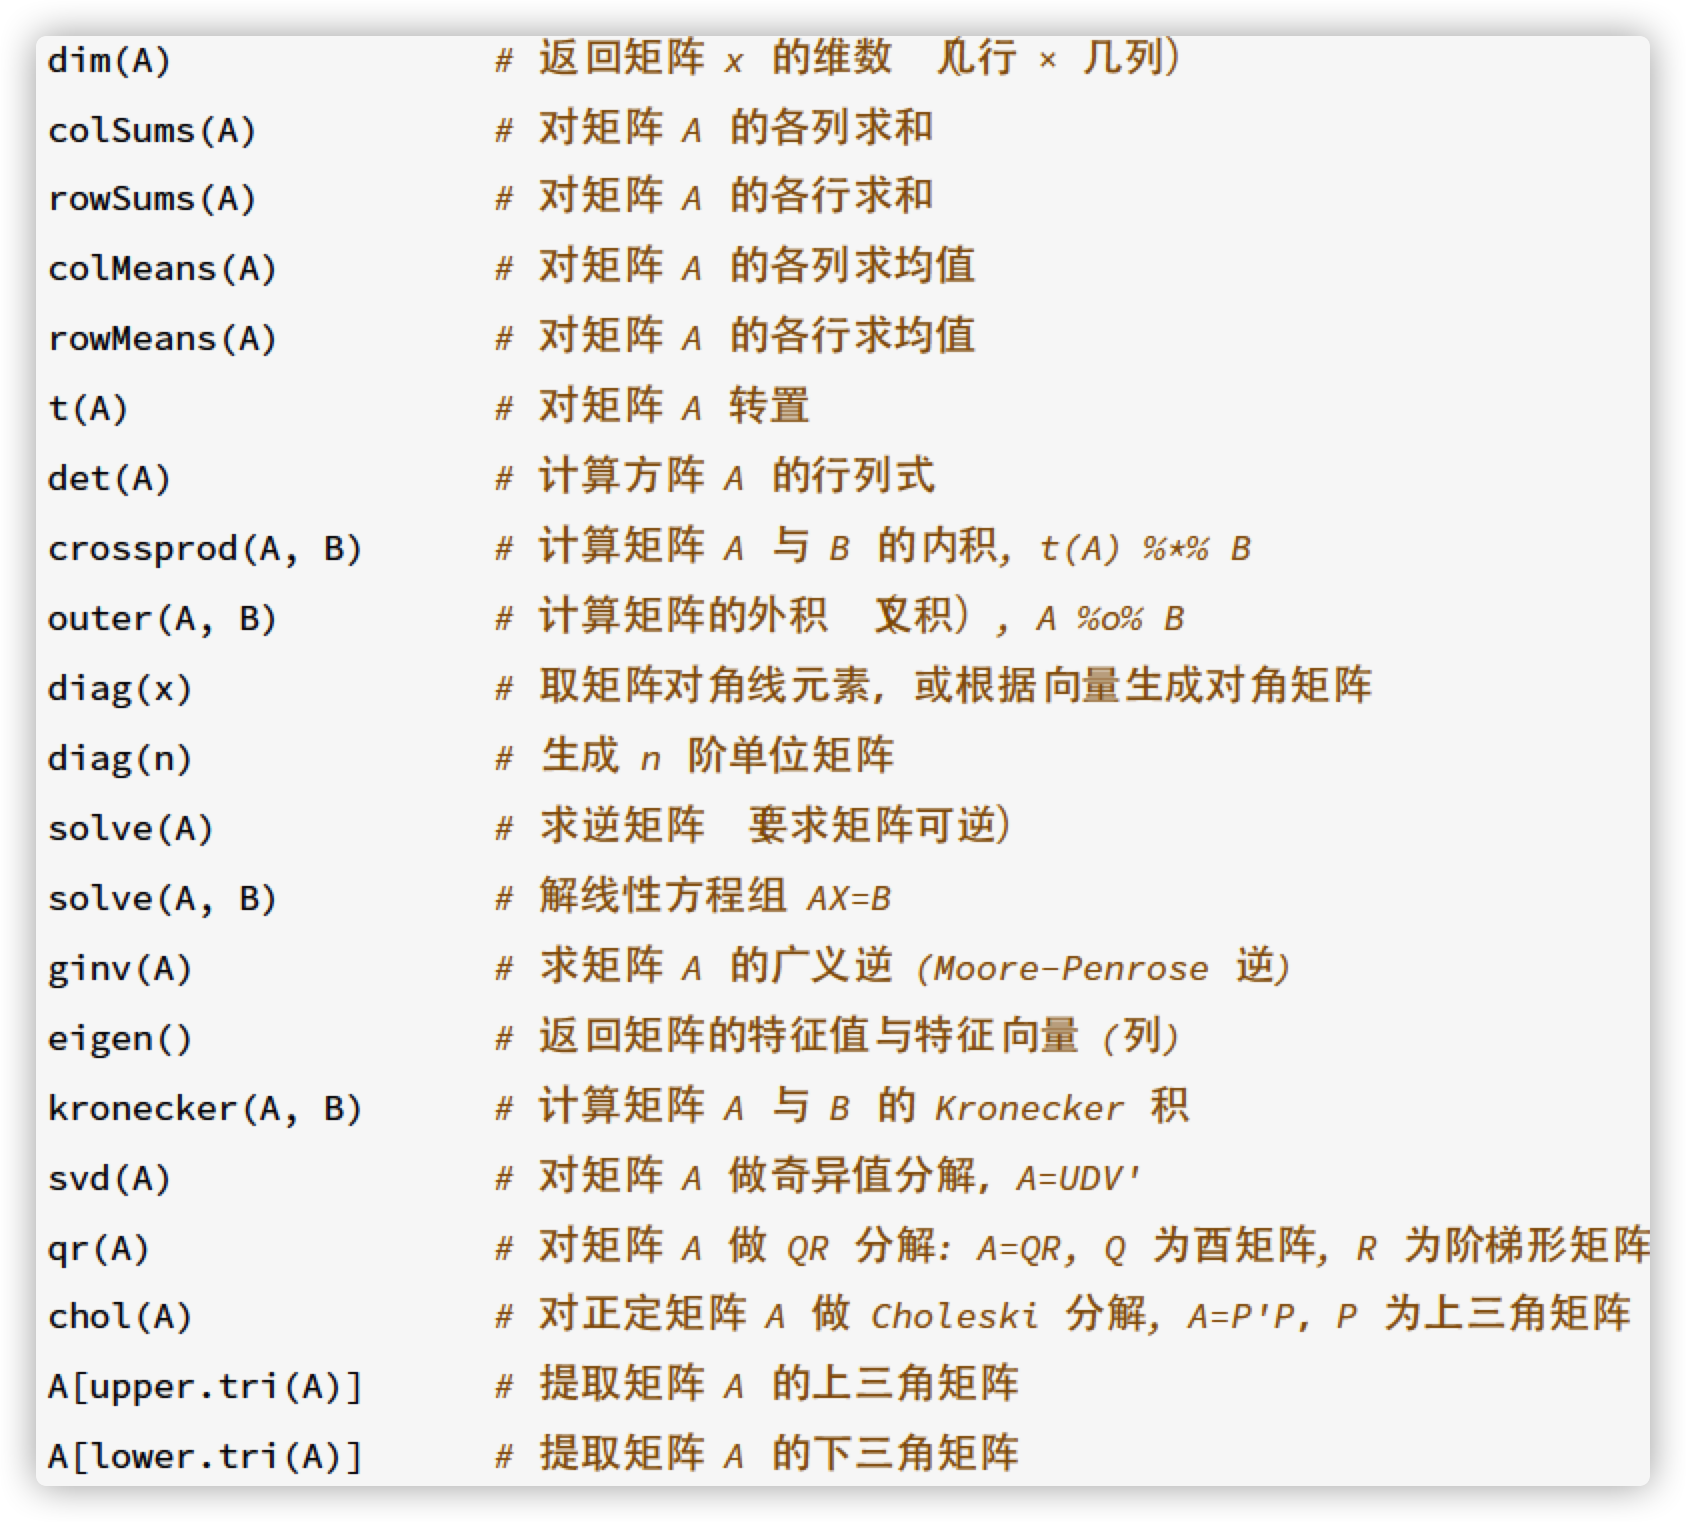 dim(A) # 返回矩阵 x 的维数 (几行 × 几列)
colSums(A) # 对矩阵 A 的各列求和
rowSums(A) # 对矩阵 A 的各行求和
colMeans(A) # 对矩阵 A 的各列求均值
rowMeans(A) # 对矩阵 A 的各行求均值
t(A) # 对矩阵 A 转置
det(A) # 计算方阵 A 的行列式
crossprod(A, B) # 计算矩阵 A 与 B 的内积, t(A) %*% B
outer(A, B) # 计算矩阵的外积 (叉积), A %o% B
diag(x) # 取矩阵对角线元素, 或根据向量生成对角矩阵
diag(n) # 生成 n 阶单位矩阵
solve(A) # 求逆矩阵 (要求矩阵可逆)
solve(A, B) # 解线性方程组 AX=B
ginv(A) # 求矩阵 A 的广义逆 (Moore-Penrose 逆)
eigen() # 返回矩阵的特征值与特征向量 (列)
kronecker(A, B) # 计算矩阵 A 与 B 的 Kronecker 积
svd(A) # 对矩阵 A 做奇异值分解, A=UDV'
qr(A) # 对矩阵 A 做 QR 分解: A=QR, Q 为酉矩阵, R 为阶梯形矩阵
chol(A) # 对正定矩阵 A 做 Choleski 分解, A=P'P, P 为上三角矩阵
A[upper.tri(A)] # 提取矩阵 A 的上三角矩阵
A[lower.tri(A)] # 提取矩阵 A 的下三角矩阵